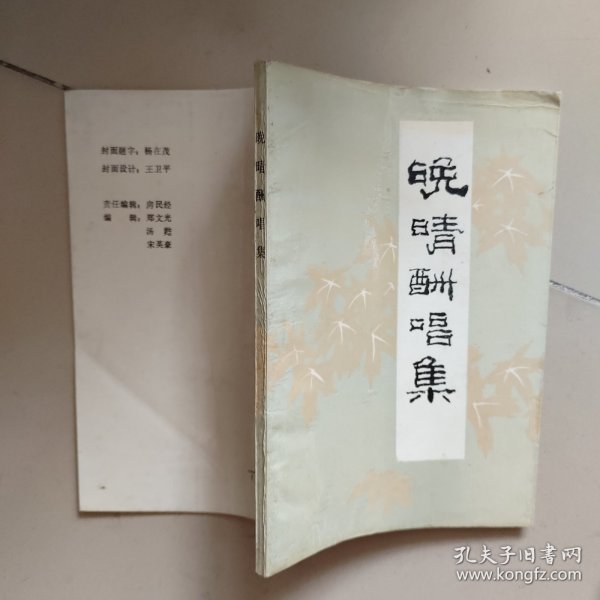 封面题字：杨在茂
封面设计：王卫平
责任编辑：房民经
编 辑：郑文光
汤 甦
宋英豪
晚晴酬唱集
晚晴酬唱集
孔夫子旧书网
www.kongfz.com